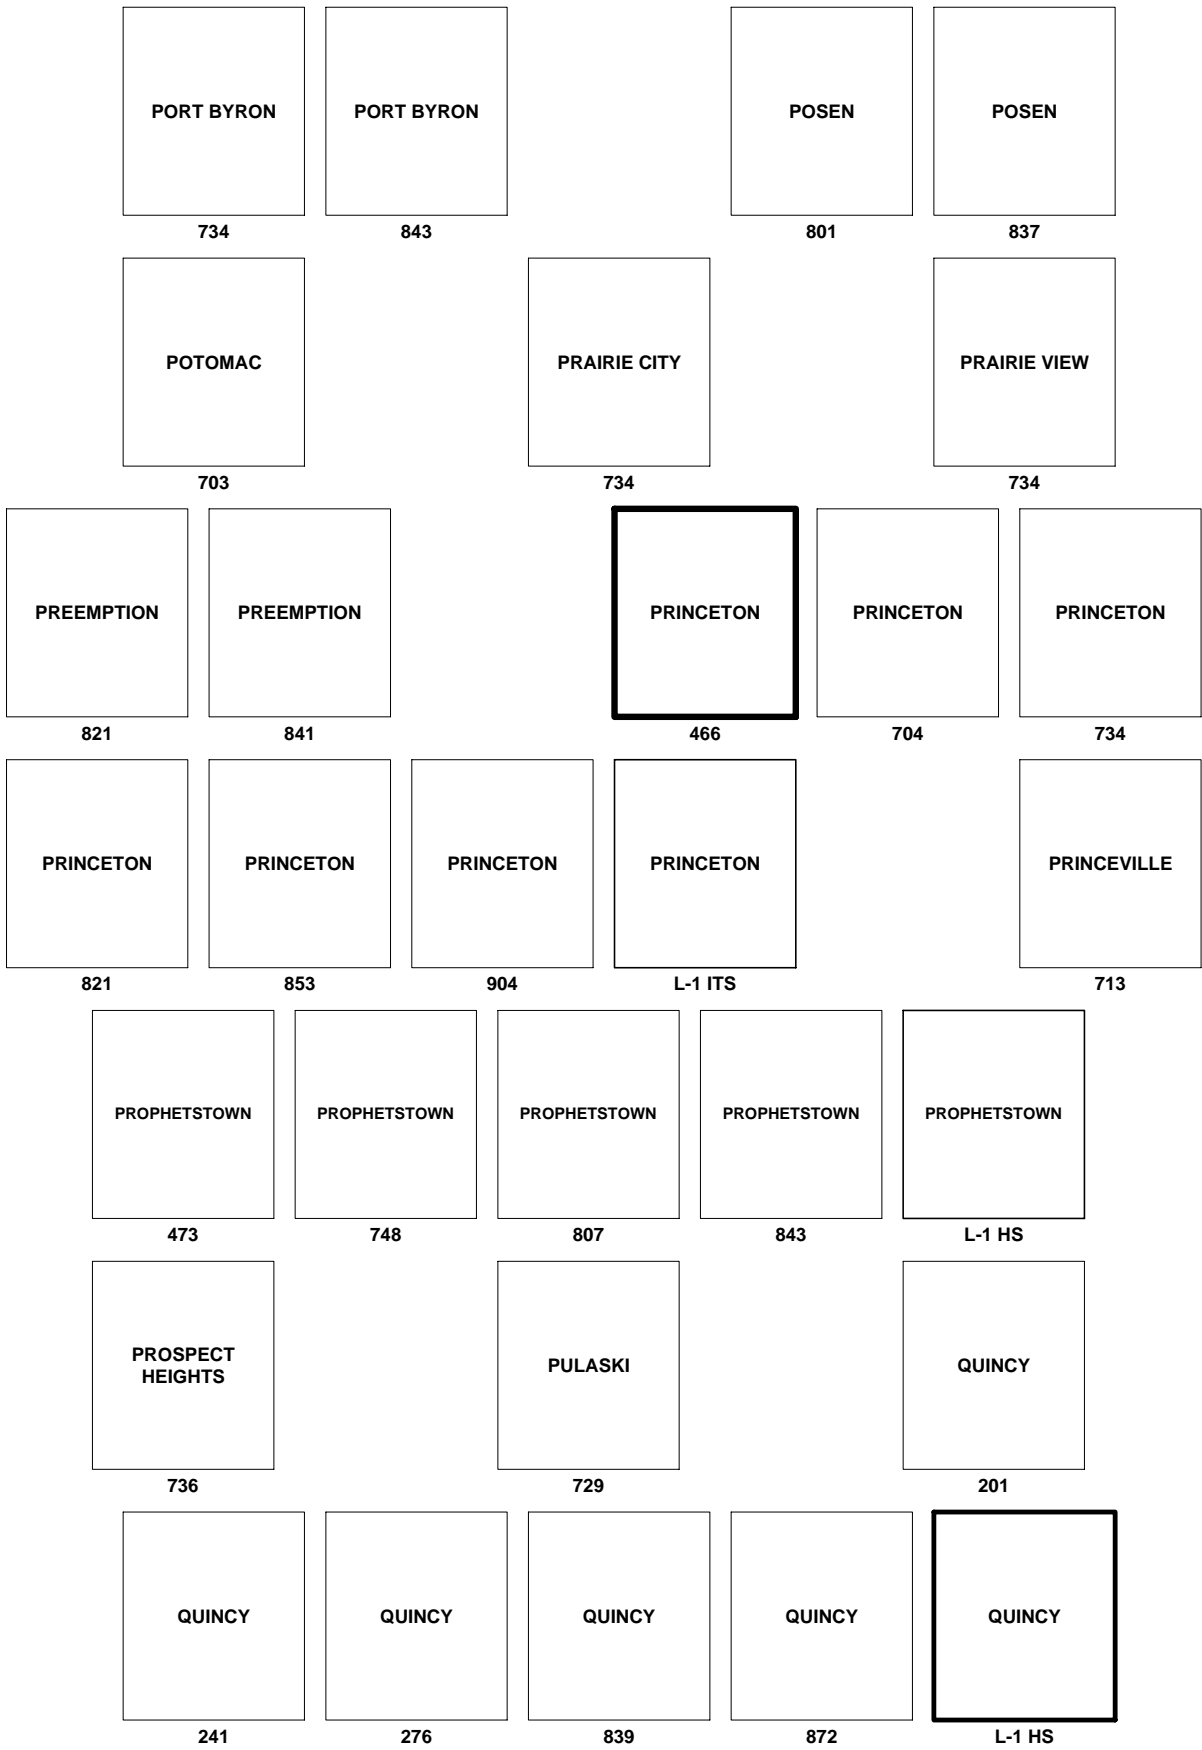 PORT BYRON
PORT BYRON
POSEN
POSEN
734
843
801
837
POTOMAC
PRAIRIE CITY
PRAIRIE VIEW
703
734
734
PREEMPTION
PREEMPTION
PRINCETON
PRINCETON
PRINCETON
821
841
466
704
734
PRINCETON
PRINCETON
PRINCETON
PRINCETON
PRINCEVILLE
821
853
904
L-1 ITS
713
PROPHETSTOWN
PROPHETSTOWN
PROPHETSTOWN
PROPHETSTOWN
PROPHETSTOWN
473
748
807
843
L-1 HS
PROSPECT
HEIGHTS
PULASKI
QUINCY
736
729
201
QUINCY
QUINCY
QUINCY
QUINCY
QUINCY
241
276
839
872
L-1 HS